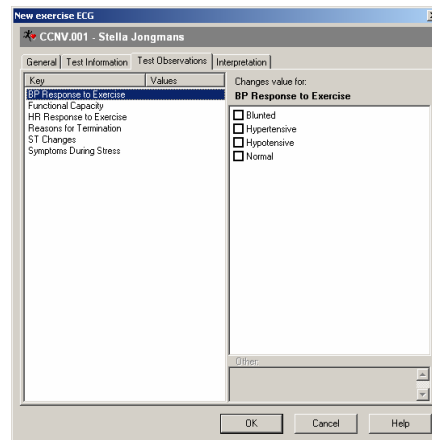 New exercise ECG
CCNV.001 - Stella Jongmans
General Test Information Test Observations Interpretation
Key Values
BP Response to Exercise
Functional Capacity
HR Response to Exercise
Reasons for Termination
ST Changes
Symptoms During Stress
Changes value for:
BP Response to Exercise
Blunted
Hypertensive
Hypotensive
Normal
Other:
OK Cancel Help